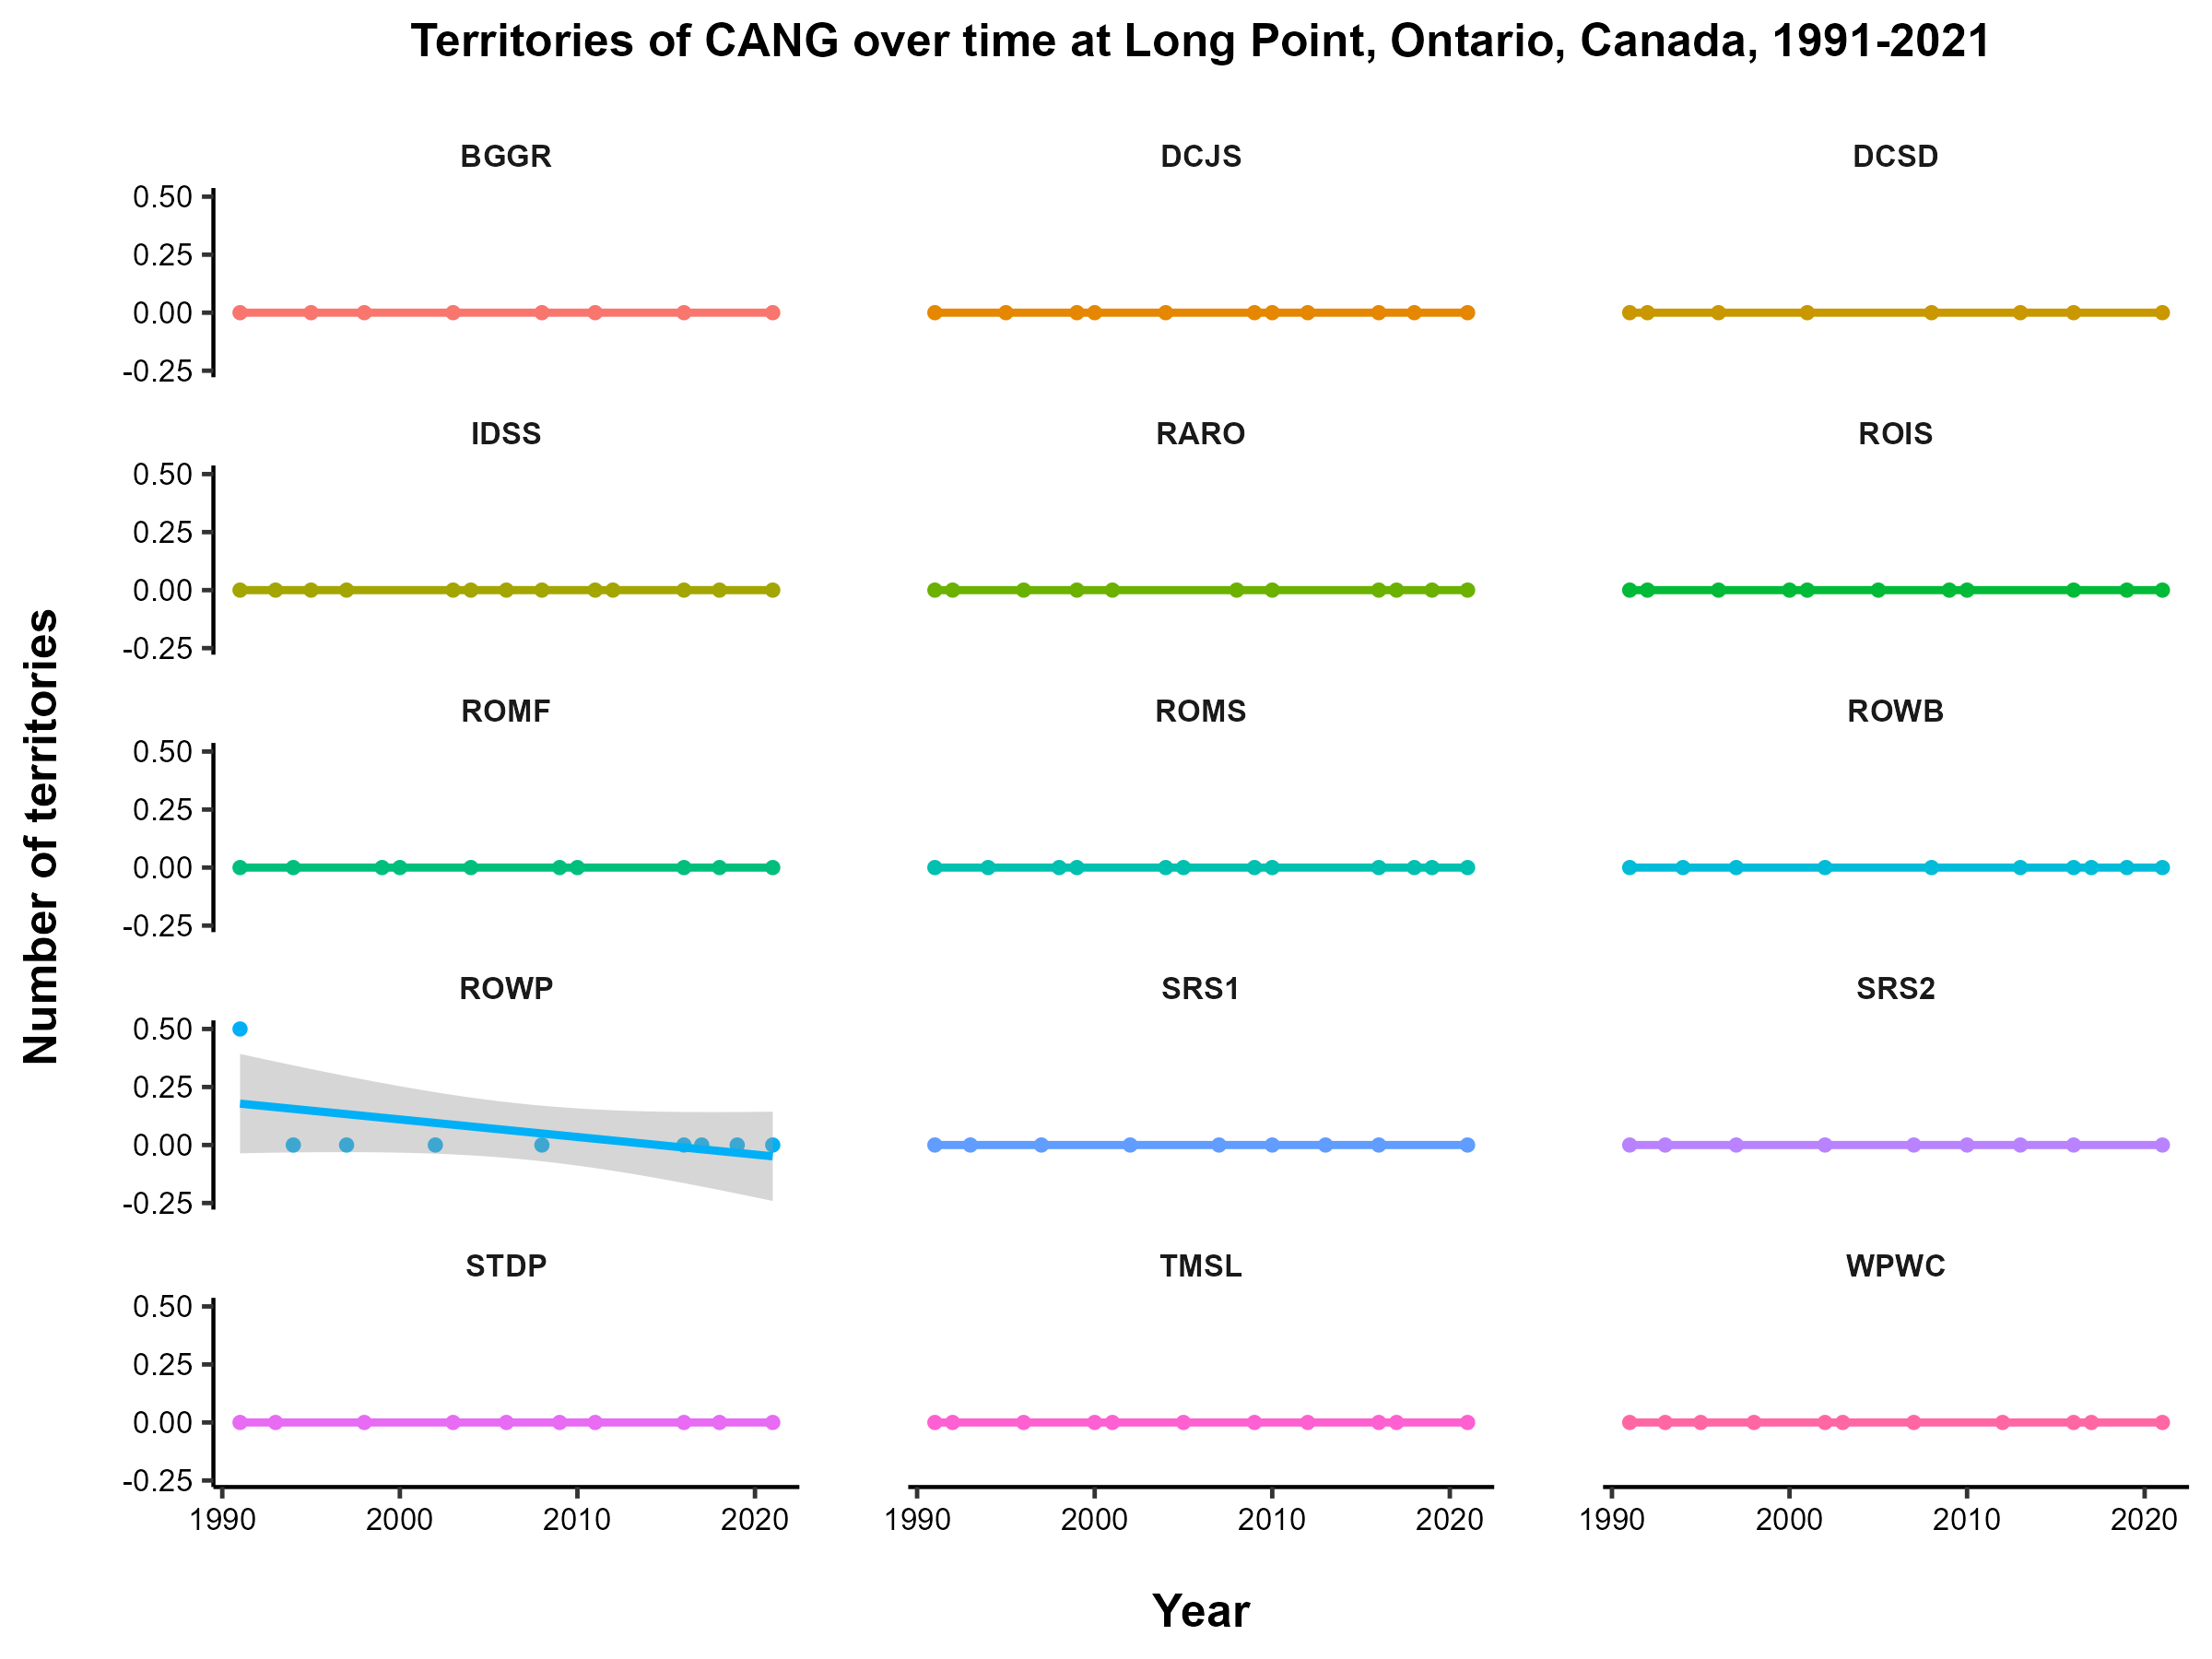 Territories of CANG over time at Long Point, Ontario, Canada, 1991-2021
BGGR DCJS DCSD
0.50
0.25
0.00
-0.25
IDSS RARO ROIS
0.50
0.25
0.00
-0.25
ROMF ROMS ROWB
0.50
0.25
0.00
-0.25
ROWP SRS1 SRS2
0.50
0.25
0.00
-0.25
STDP TMSL WPWC
0.50
0.25
0.00
-0.25
1990 2000 2010 2020 1990 2000 2010 2020 1990 2000 2010 2020
Number of territories
Year